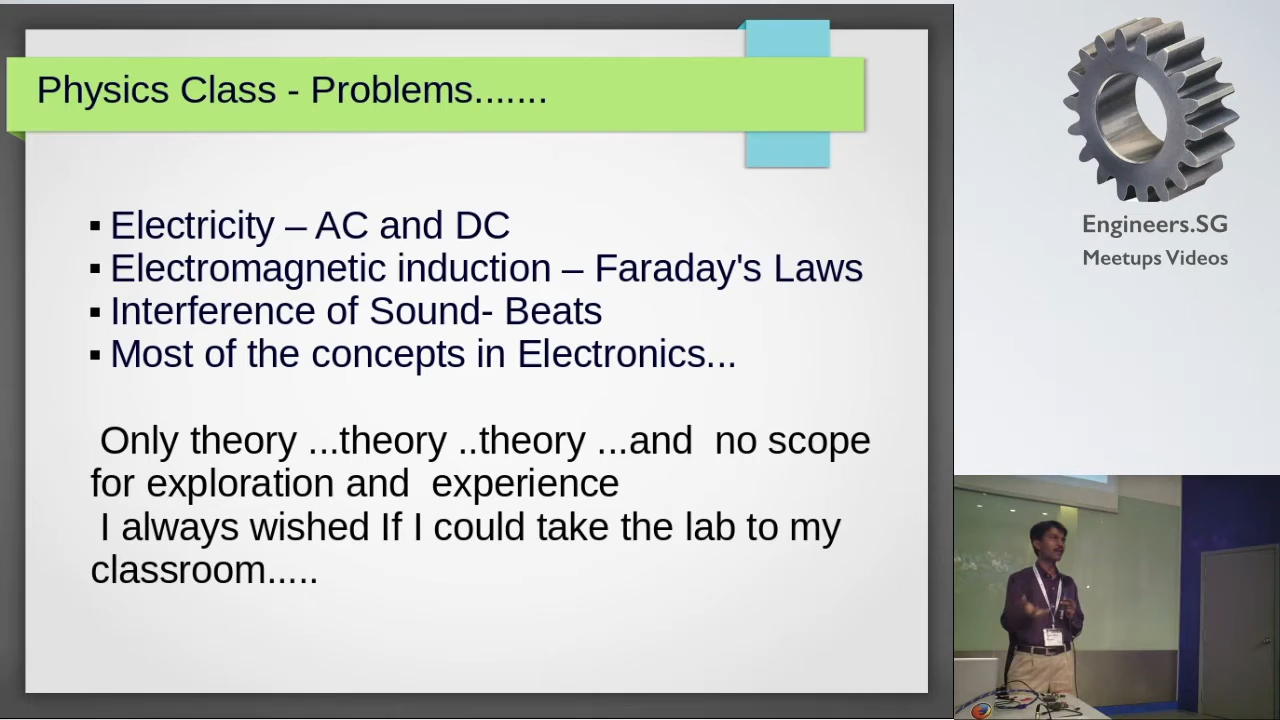 Physics Class - Problems.......
▪ Electricity – AC and DC
▪ Electromagnetic induction – Faraday's Laws
▪ Interference of Sound- Beats
▪ Most of the concepts in Electronics...
Only theory ...theory ..theory ...and  no scope
for exploration and  experience
I always wished If I could take the lab to my
classroom.....
Engineers.SG
Meetups Videos